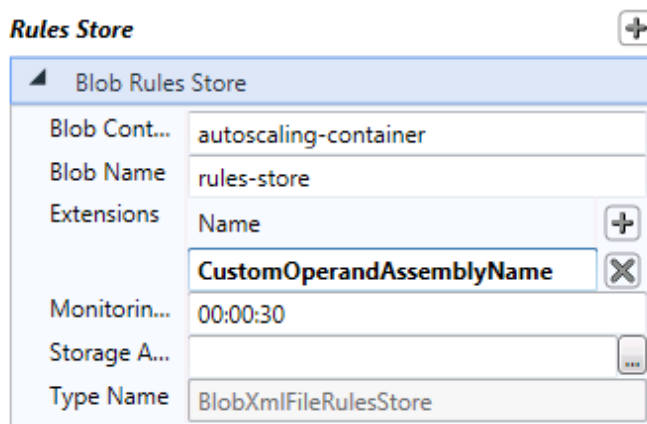 Rules Store
Blob Rules Store
Blob Cont... autoscaling-container
Blob Name rules-store
Extensions Name
CustomOperandAssemblyName
Monitorin... 00:00:30
Storage A... ...
Type Name BlobXmlFileRulesStore